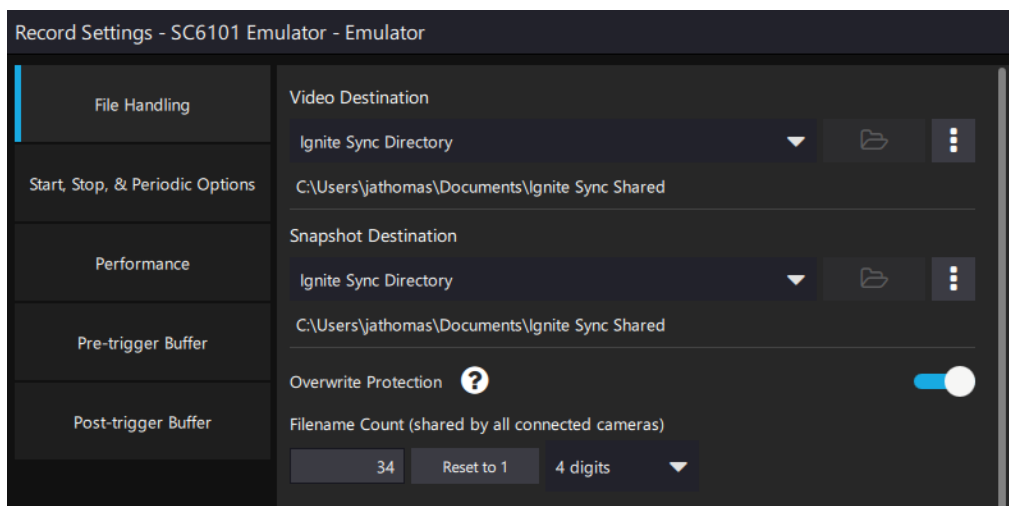 Record Settings - SC6101 Emulator - Emulator
File Handling
Start, Stop, & Periodic Options
Performance
Pre-trigger Buffer
Post-trigger Buffer
Video Destination
Ignite Sync Directory
C:\Users\jathomas\Documents\Ignite Sync Shared
Snapshot Destination
Ignite Sync Directory
C:\Users\jathomas\Documents\Ignite Sync Shared
Overwrite Protection ?
Filename Count (shared by all connected cameras)
34 Reset to 1 4 digits